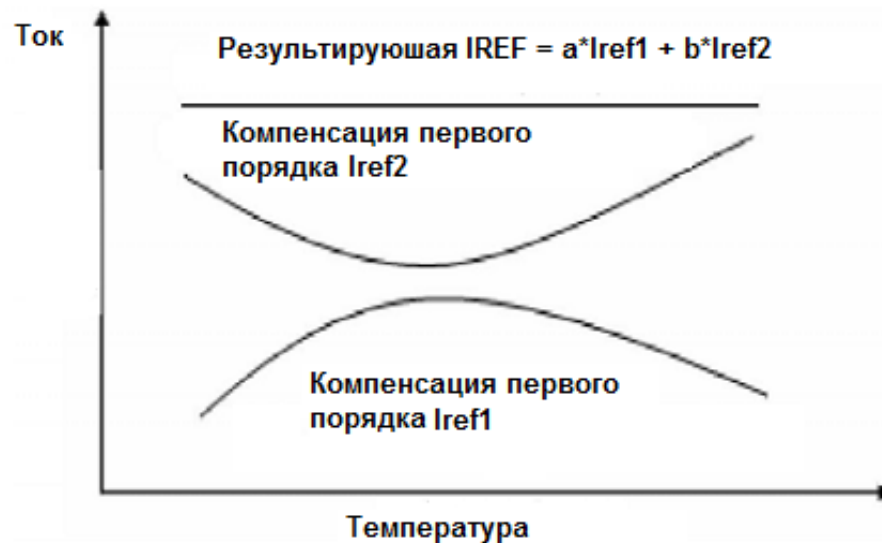 Ток
Результируюшая IREF = a*Iref1 + b*Iref2
Компенсация первого
порядка Iref2
Компенсация первого
порядка Iref1
Температура